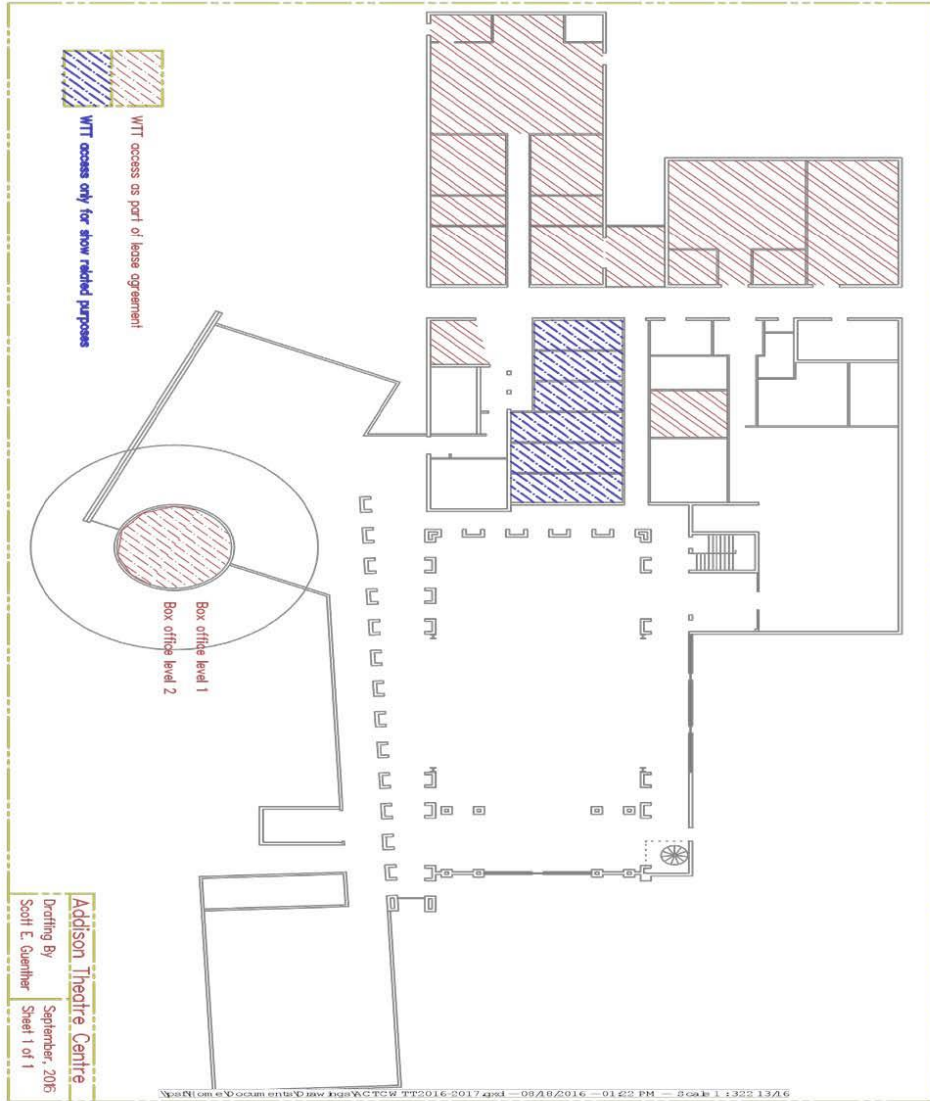 WTT access as part of lease agreement
WTT access only for show related purposes
Box office level 1
Box office level 2
Addison Theatre Centre
Drafting By
Scott E. Guenther
September, 2016
Sheet 1 of 1